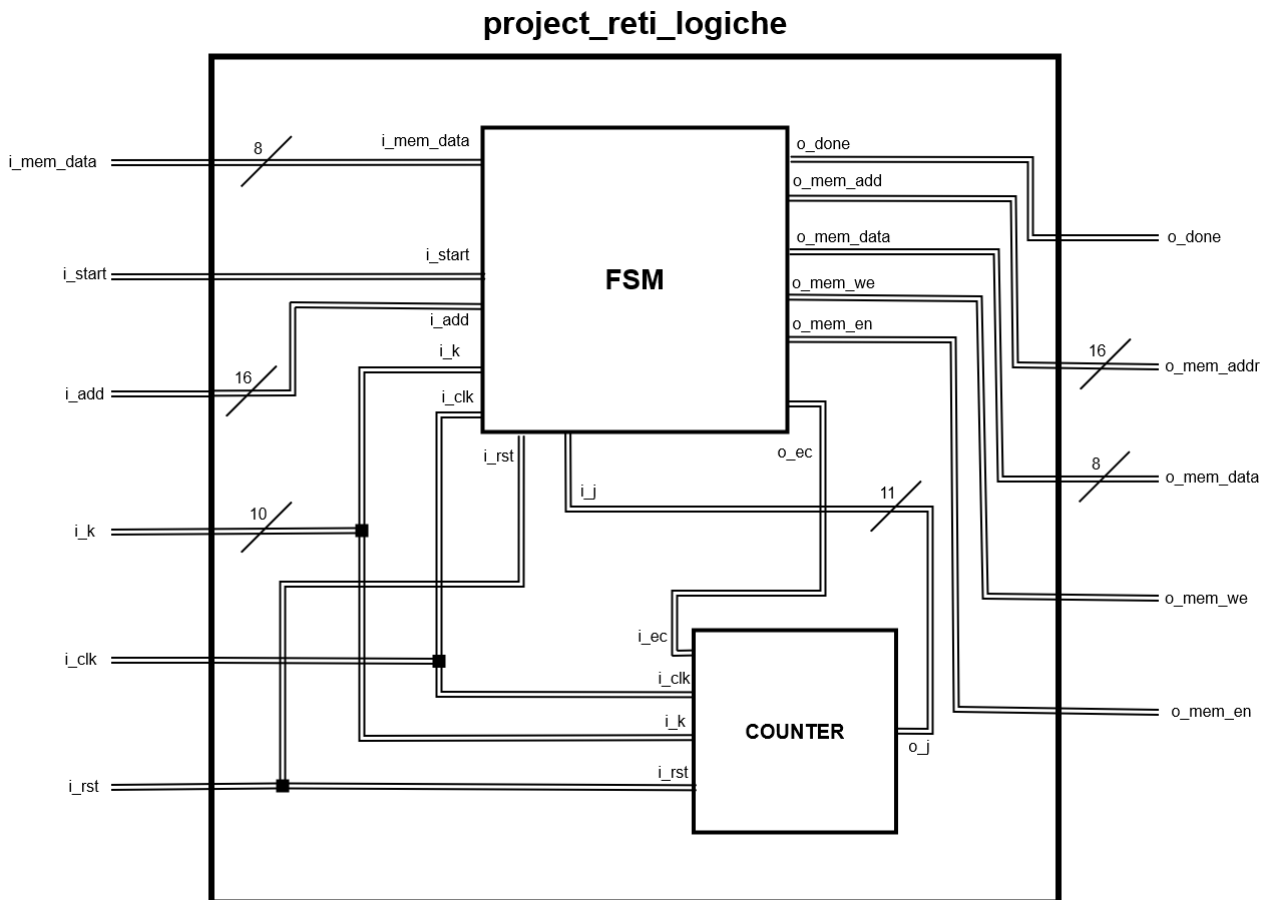 project_reti_logiche
i_mem_data
8
i_mem_data
i_start
i_start
i_add
16
i_add
i_k
i_clk
i_rst
i_k
10
i_clk
i_rst
FSM
o_done
o_mem_add
o_mem_data
o_mem_we
o_mem_en
o_ec
i_j
11
i_ec
i_clk
i_k
i_rst
COUNTER
o_j
o_done
16
o_mem_addr
8
o_mem_data
o_mem_we
o_mem_en